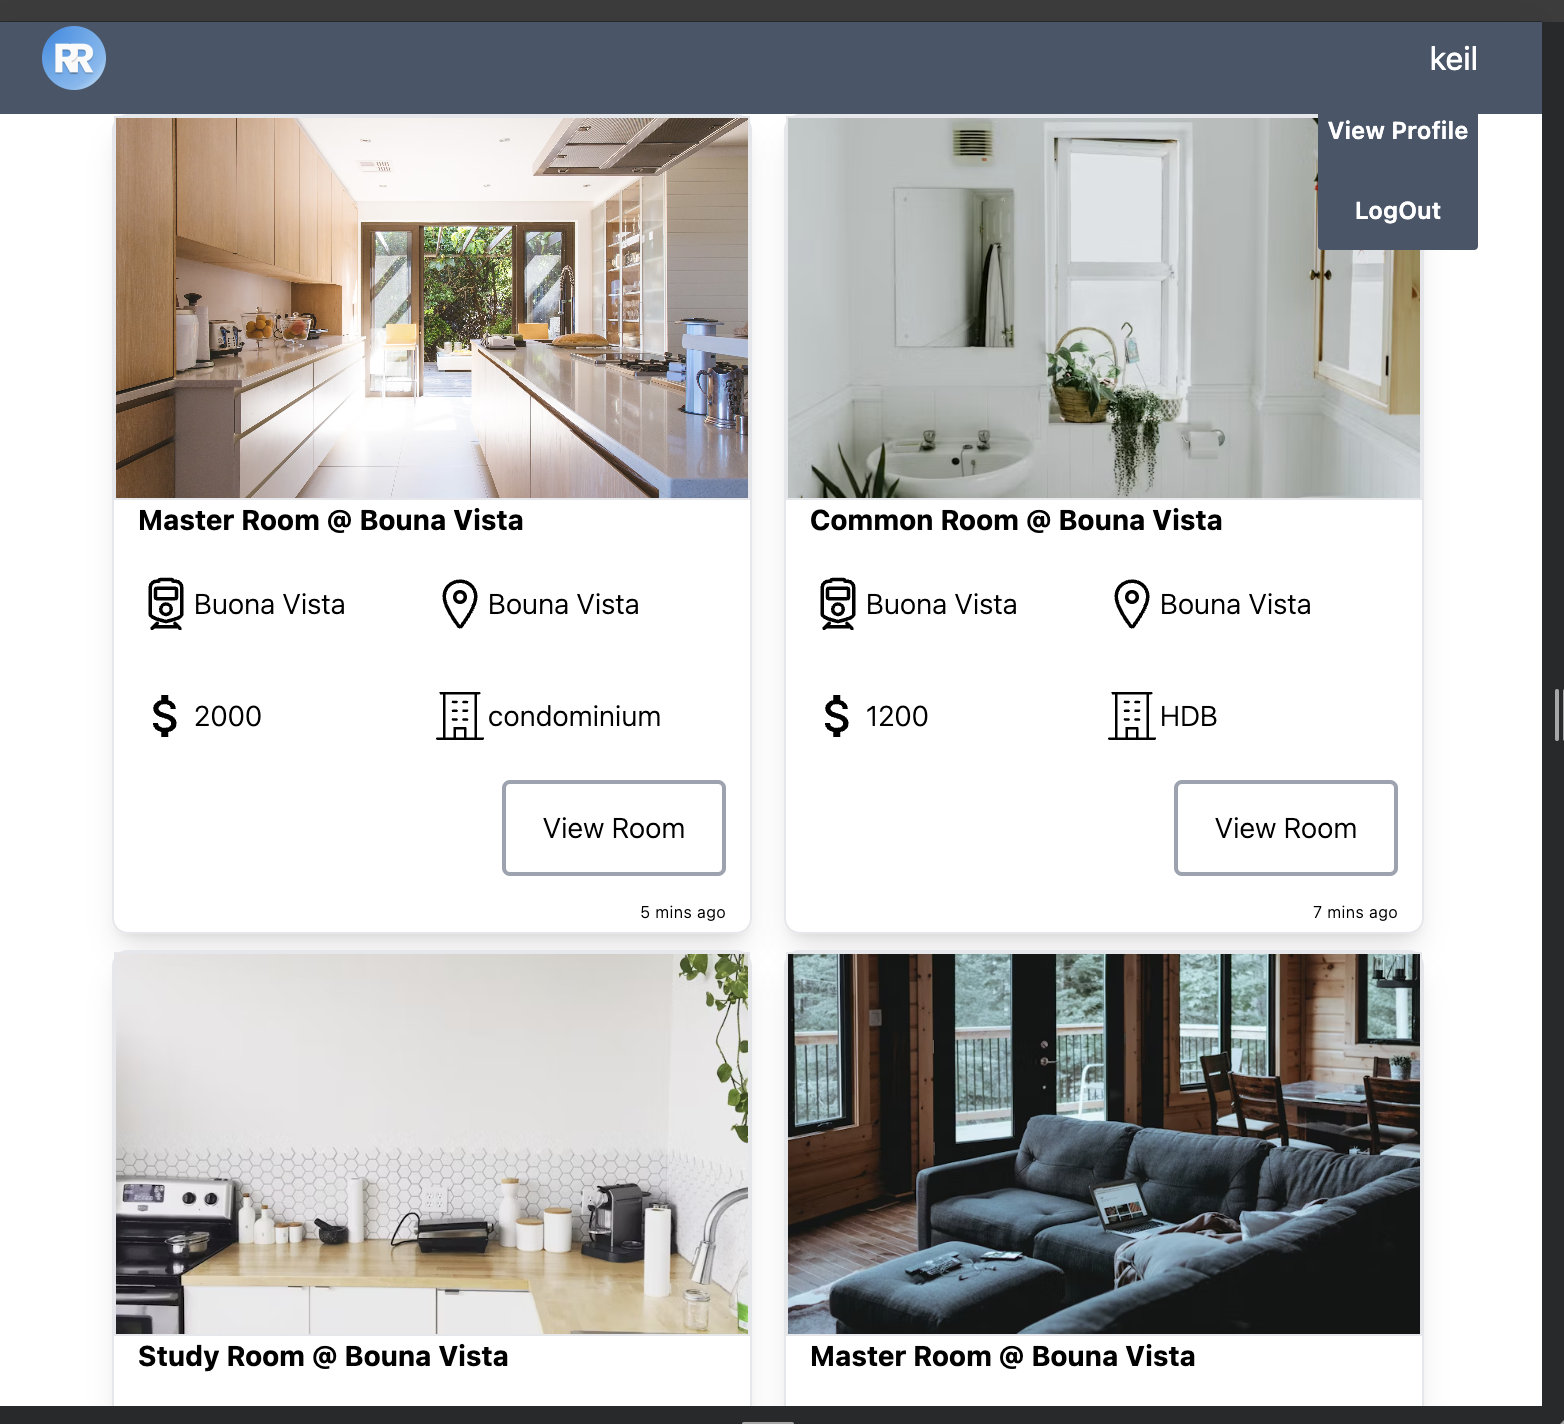 RR
keil
View Profile
LogOut
Master Room @ Bouna Vista
Buona Vista
Bouna Vista
$ 2000
condominium
View Room
5 mins ago
Common Room @ Bouna Vista
Buona Vista
Bouna Vista
$ 1200
HDB
View Room
7 mins ago
Study Room @ Bouna Vista
Master Room @ Bouna Vista